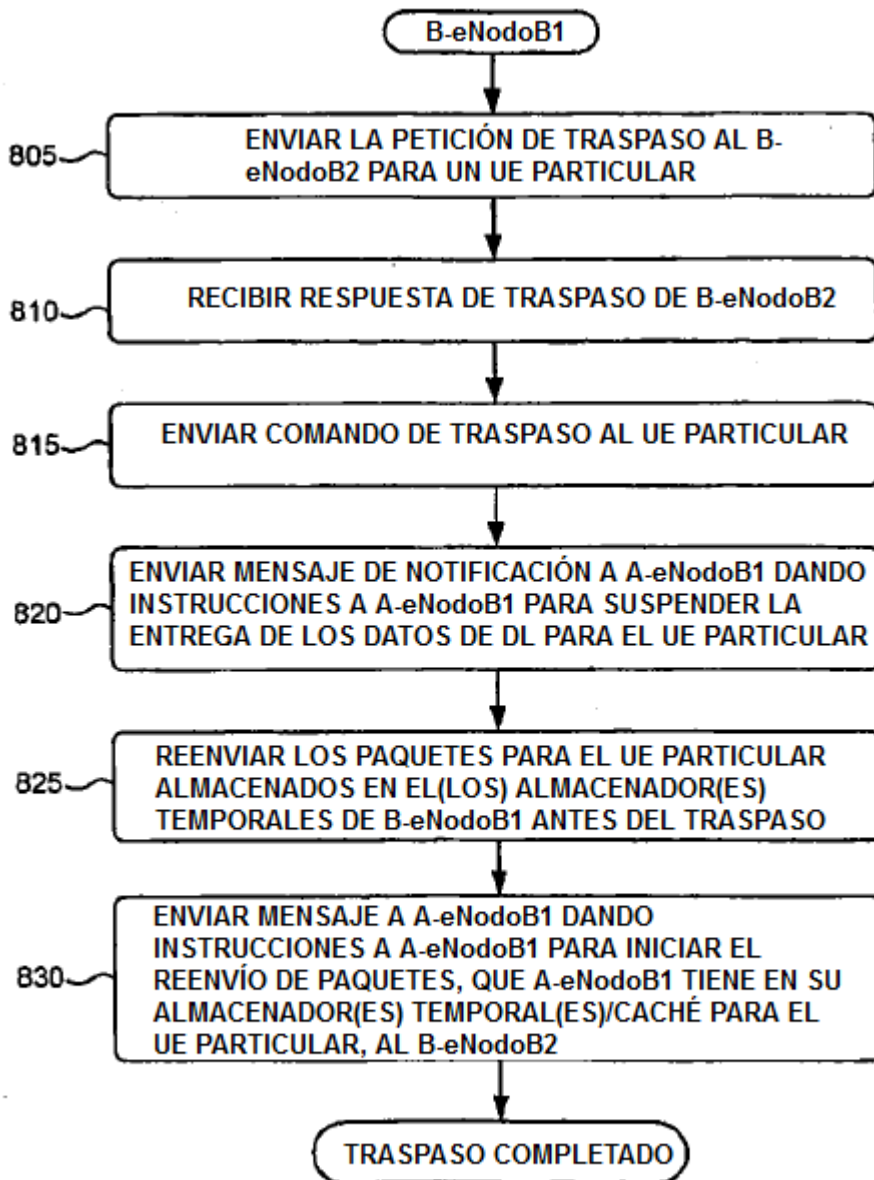 B-eNodoB1
805
ENVIAR LA PETICIÓN DE TRASPASO AL B-
eNodoB2 PARA UN UE PARTICULAR
810
RECIBIR RESPUESTA DE TRASPASO DE B-eNodoB2
815
ENVIAR COMANDO DE TRASPASO AL UE PARTICULAR
820
ENVIAR MENSAJE DE NOTIFICACIÓN A A-eNodoB1 DANDO
INSTRUCCIONES A A-eNodoB1 PARA SUSPENDER LA
ENTREGA DE LOS DATOS DE DL PARA EL UE PARTICULAR
825
REENVIAR LOS PAQUETES PARA EL UE PARTICULAR
ALMACENADOS EN EL(LOS) ALMACENADOR(ES)
TEMPORALES DE B-eNodoB1 ANTES DEL TRASPASO
830
ENVIAR MENSAJE A A-eNodoB1 DANDO
INSTRUCCIONES A A-eNodoB1 PARA INICIAR EL
REENVÍO DE PAQUETES, QUE A-eNodoB1 TIENE EN SU
ALMACENADOR(ES) TEMPORAL(ES)/CACHÉ PARA EL
UE PARTICULAR, AL B-eNodoB2
TRASPASO COMPLETADO